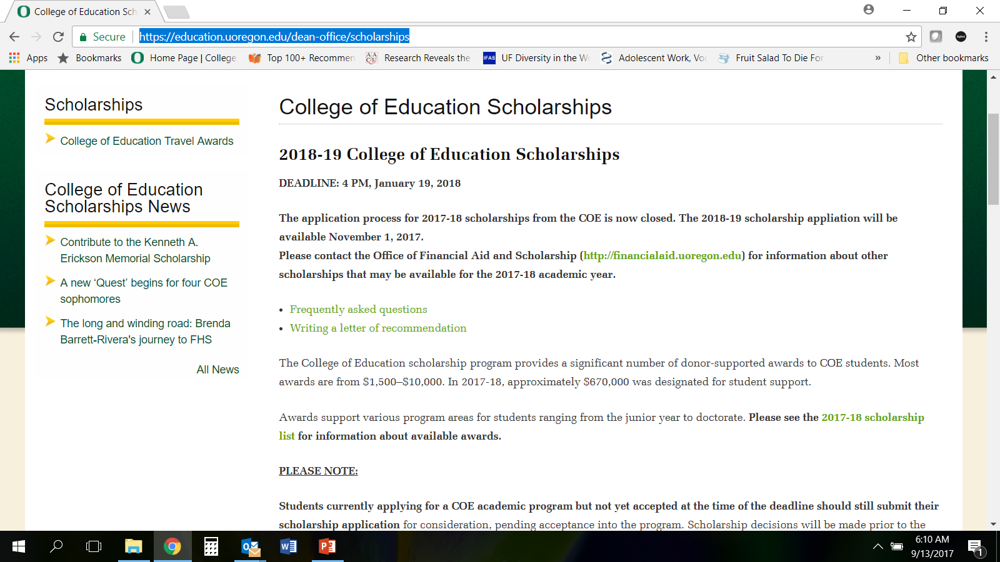 College of Education Sch
Secure
https://education.uoregon.edu/dean-office/scholarships
Apps
Bookmarks
Home Page | College
Top 100+ Recommen
Research Reveals the
IFAS
UF Diversity in the W
Adolescent Work, Vo
Fruit Salad To Die For
»
Other bookmarks
Scholarships
College of Education Travel Awards
College of Education
Scholarships News
Contribute to the Kenneth A.
Erickson Memorial Scholarship
A new ‘Quest’ begins for four COE
sophomores
The long and winding road: Brenda
Barrett-Rivera's journey to FHS
All News
College of Education Scholarships
2018-19 College of Education Scholarships
DEADLINE: 4 PM, January 19, 2018
The application process for 2017-18 scholarships from the COE is now closed. The 2018-19 scholarship appliation will be
available November 1, 2017.
Please contact the Office of Financial Aid and Scholarship (http://financialaid.uoregon.edu) for information about other
scholarships that may be available for the 2017-18 academic year.
• Frequently asked questions
• Writing a letter of recommendation
The College of Education scholarship program provides a significant number of donor-supported awards to COE students. Most
awards are from $1,500–$10,000. In 2017-18, approximately $670,000 was designated for student support.
Awards support various program areas for students ranging from the junior year to doctorate. Please see the 2017-18 scholarship
list for information about available awards.
PLEASE NOTE:
Students currently applying for a COE academic program but not yet accepted at the time of the deadline should still submit their
scholarship application for consideration, pending acceptance into the program. Scholarship decisions will be made prior to the
6:10 AM
9/13/2017
1